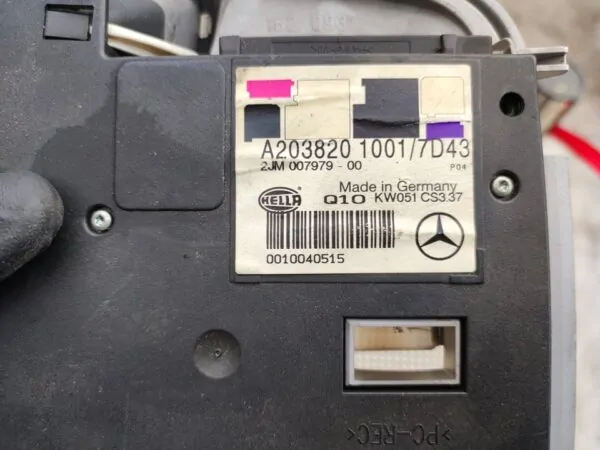 A203820 1001/7D43
2JM 007979-00 P04
Made in Germany
HELLA Q10 KW051 CS3.37
0010040515
>PC-REC<